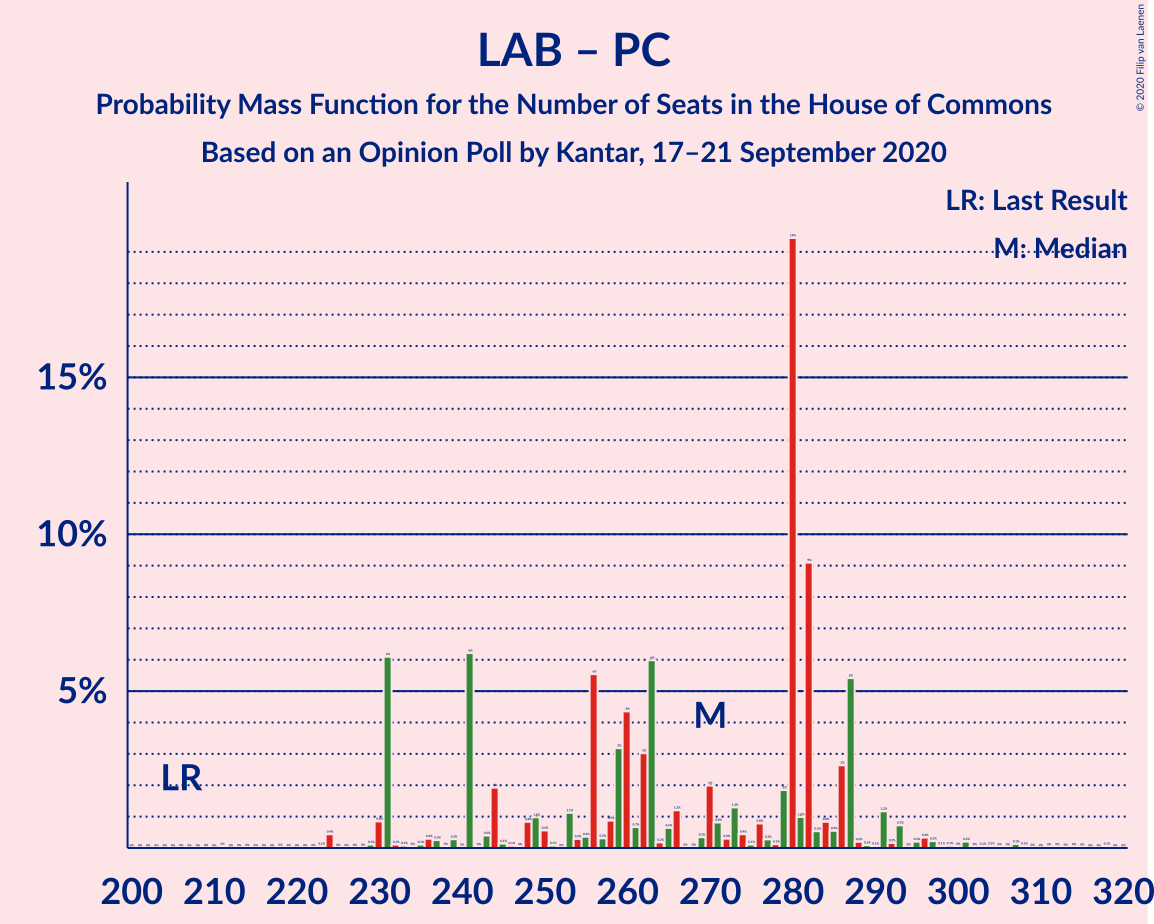 LAB – PC
Probability Mass Function for the Number of Seats in the House of Commons
Based on an Opinion Poll by Kantar, 17–21 September 2020
© 2020 Filip van Laenen
LR: Last Result
M: Median
15%
10%
5%
LR
M
200 210 220 230 240 250 260 270 280 290 300 310 320